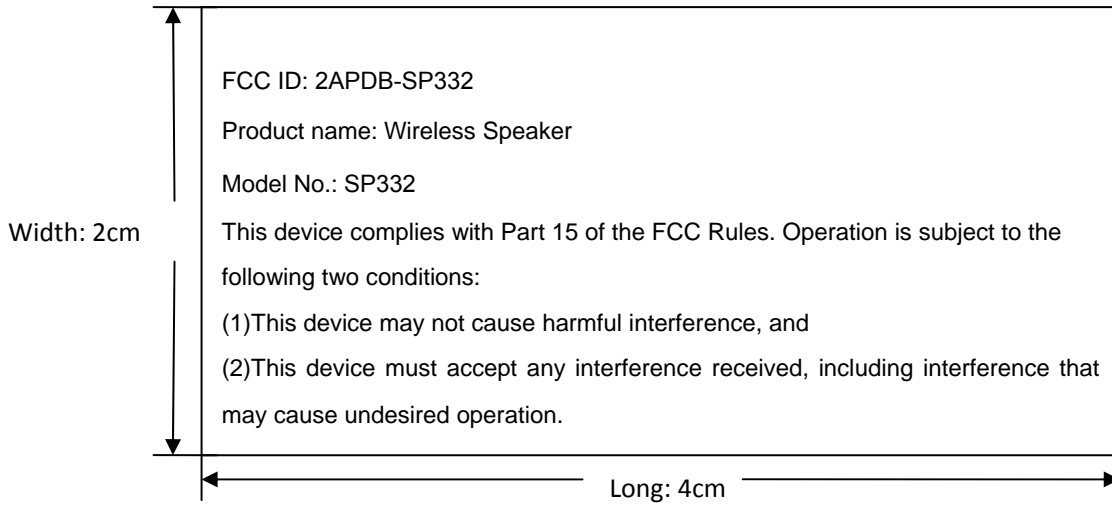 FCC ID: 2APDB-SP332
Product name: Wireless Speaker
Model No.: SP332
Width: 2cm
This device complies with Part 15 of the FCC Rules. Operation is subject to the
following two conditions:
(1)This device may not cause harmful interference, and
(2)This device must accept any interference received, including interference that
may cause undesired operation.
Long: 4cm